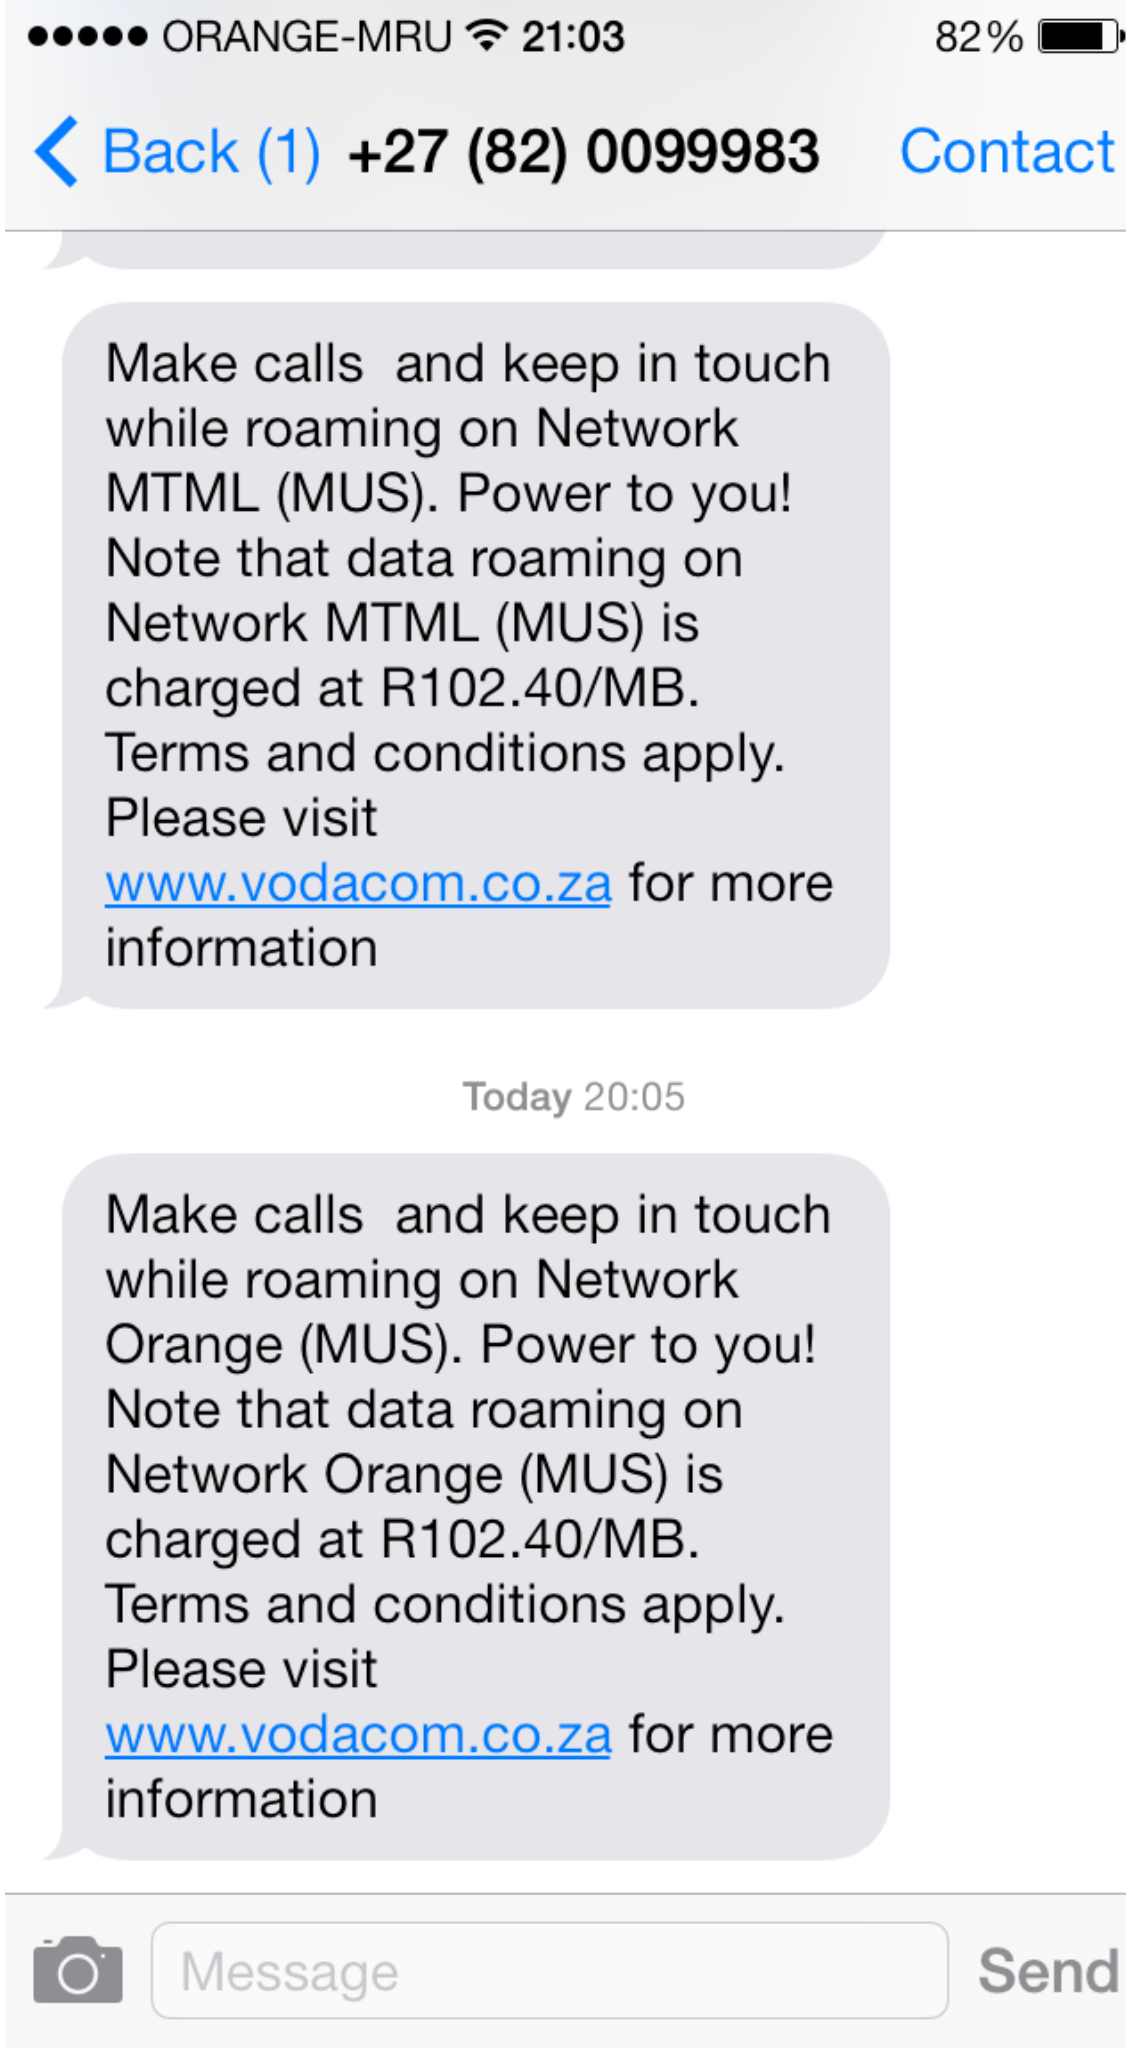 ORANGE-MRU 21:03 82%
Back (1) +27 (82) 0099983 Contact
Make calls  and keep in touch
while roaming on Network
MTML (MUS). Power to you!
Note that data roaming on
Network MTML (MUS) is
charged at R102.40/MB.
Terms and conditions apply.
Please visit
www.vodacom.co.za for more
information
Today 20:05
Make calls  and keep in touch
while roaming on Network
Orange (MUS). Power to you!
Note that data roaming on
Network Orange (MUS) is
charged at R102.40/MB.
Terms and conditions apply.
Please visit
www.vodacom.co.za for more
information
Message Send